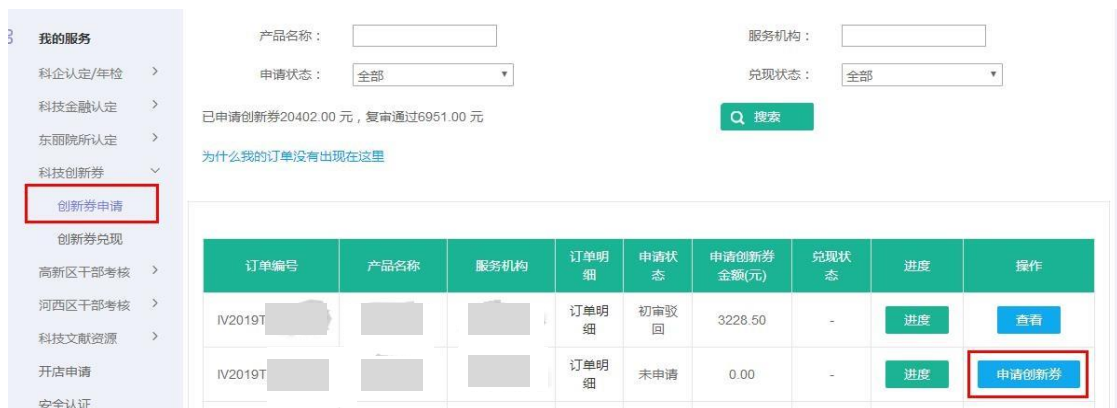 我的服务
科企认定/年检
科技金融认定
东丽院所认定
科技创新券
创新券申请
创新券兑现
高新区干部考核
河西区干部考核
科技文献资源
开店申请
安全认证
产品名称：
服务机构：
申请状态： 全部
兑现状态： 全部
已申请创新券20402.00 元，复审通过6951.00 元
搜索
为什么我的订单没有出现在这里
订单编号 产品名称 服务机构 订单明细 申请状态 申请创新券金额(元) 兑现状态 进度 操作
IV2019T 订单明细 初审驳回 3228.50 - 进度 查看
IV2019T 订单明细 未申请 0.00 - 进度 申请创新券